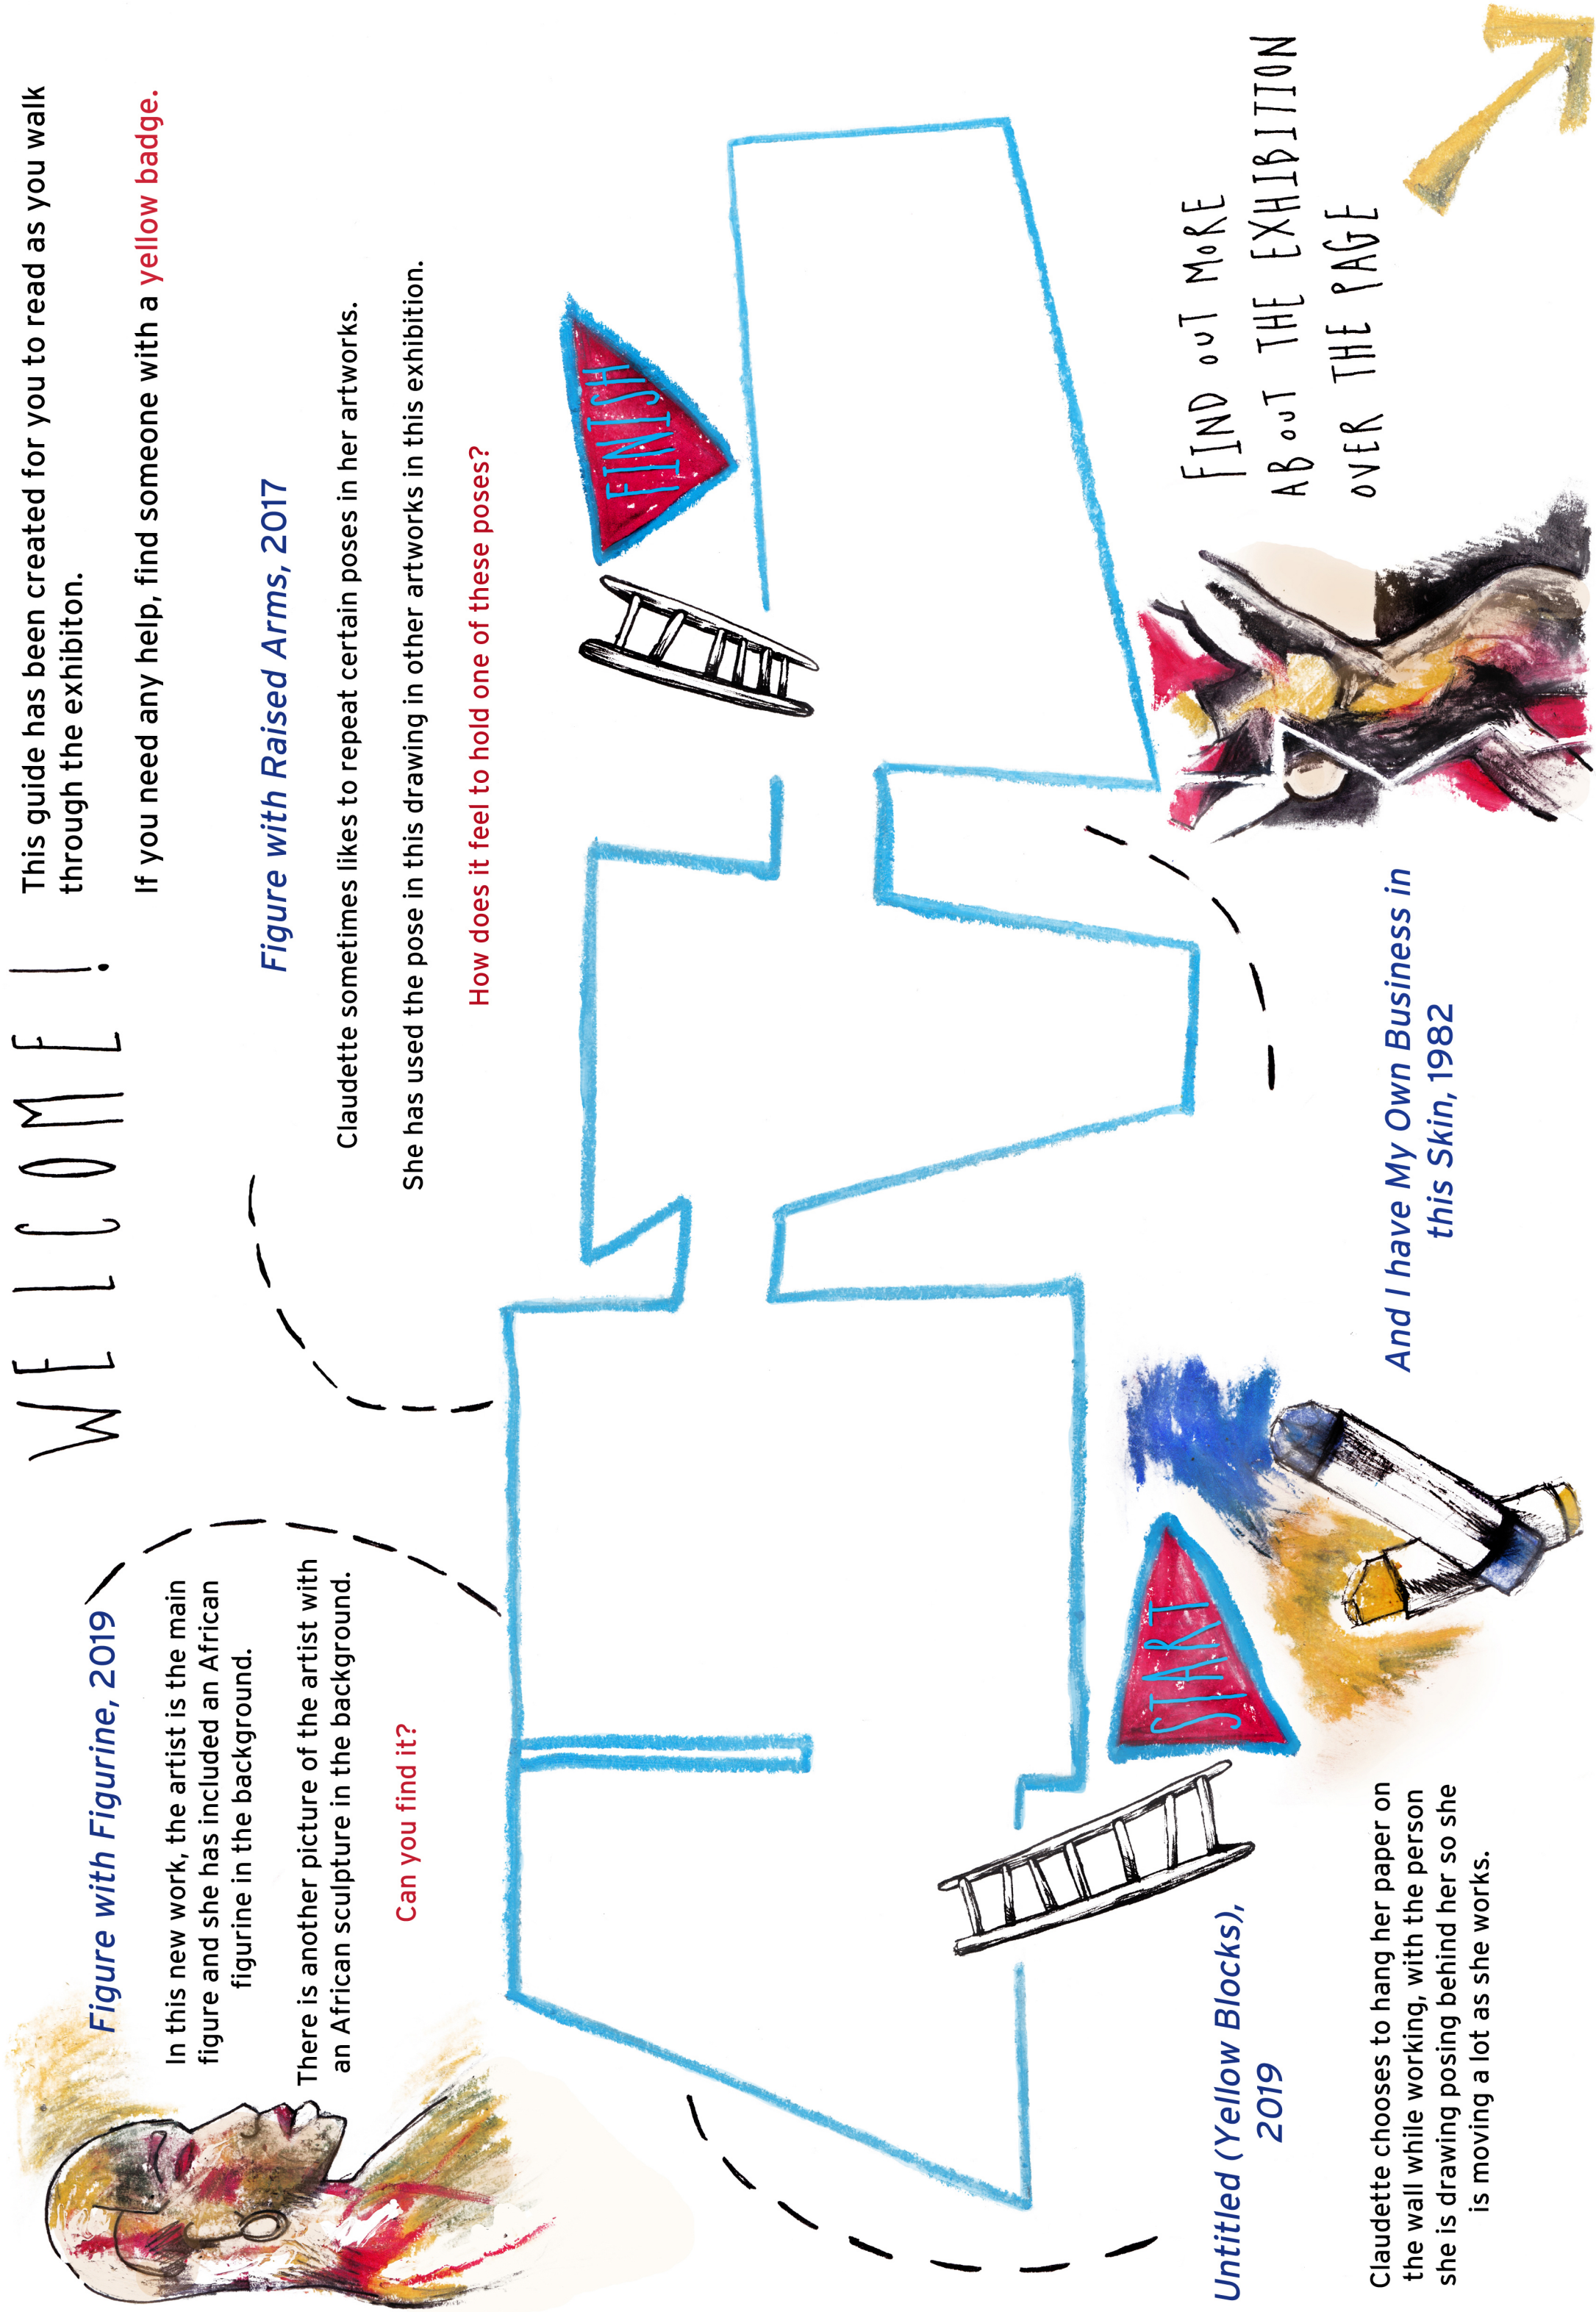 WELCOME!
This guide has been created for you to read as you walk
through the exhibiton.
If you need any help, find someone with a yellow badge.
Figure with Figurine, 2019
In this new work, the artist is the main
figure and she has included an African
figurine in the background.
There is another picture of the artist with
an African sculpture in the background.
Can you find it?
Figure with Raised Arms, 2017
Claudette sometimes likes to repeat certain poses in her artworks.
She has used the pose in this drawing in other artworks in this exhibition.
How does it feel to hold one of these poses?
FINISH
START
Untitled (Yellow Blocks),
2019
Claudette chooses to hang her paper on
the wall while working, with the person
she is drawing posing behind her so she
is moving a lot as she works.
And I have My Own Business in
this Skin, 1982
FIND OUT MORE
ABOUT THE EXHIBITION
OVER THE PAGE